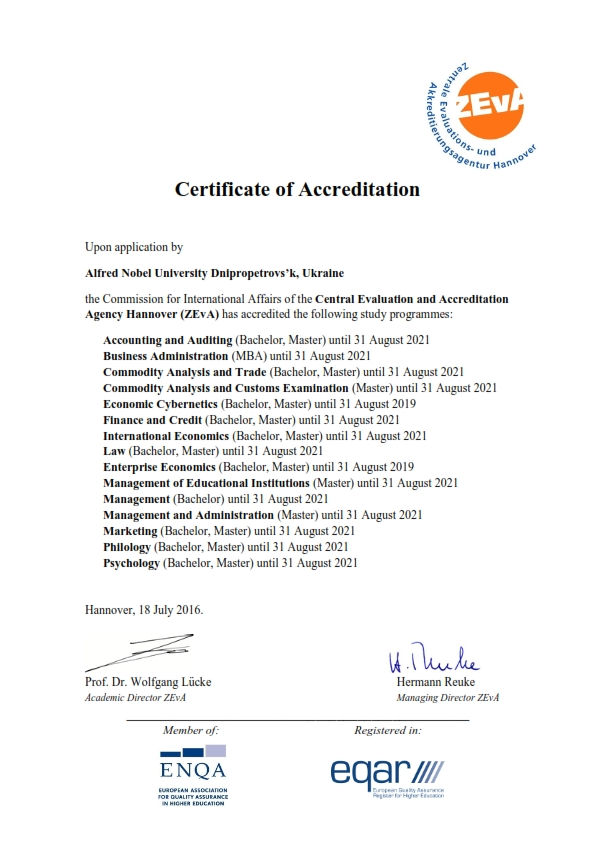 ZEvA
Zentrale Evaluations- und
Akkreditierungsagentur Hannover
Certificate of Accreditation
Upon application by
Alfred Nobel University Dnipropetrovs’k, Ukraine
the Commission for International Affairs of the Central Evaluation and Accreditation
Agency Hannover (ZEvA) has accredited the following study programmes:
Accounting and Auditing (Bachelor, Master) until 31 August 2021
Business Administration (MBA) until 31 August 2021
Commodity Analysis and Trade (Bachelor, Master) until 31 August 2021
Commodity Analysis and Customs Examination (Master) until 31 August 2021
Economic Cybernetics (Bachelor, Master) until 31 August 2019
Finance and Credit (Bachelor, Master) until 31 August 2021
International Economics (Bachelor, Master) until 31 August 2021
Law (Bachelor, Master) until 31 August 2021
Enterprise Economics (Bachelor, Master) until 31 August 2019
Management of Educational Institutions (Master) until 31 August 2021
Management (Bachelor) until 31 August 2021
Management and Administration (Master) until 31 August 2021
Marketing (Bachelor, Master) until 31 August 2021
Philology (Bachelor, Master) until 31 August 2021
Psychology (Bachelor, Master) until 31 August 2021
Hannover, 18 July 2016.
H. Reuke
Prof. Dr. Wolfgang Lücke
Hermann Reuke
Academic Director ZEvA
Managing Director ZEvA
Member of:
Registered in:
ENQA
EUROPEAN ASSOCIATION
FOR QUALITY ASSURANCE
IN HIGHER EDUCATION
eqar
European Quality Assurance
Register for Higher Education